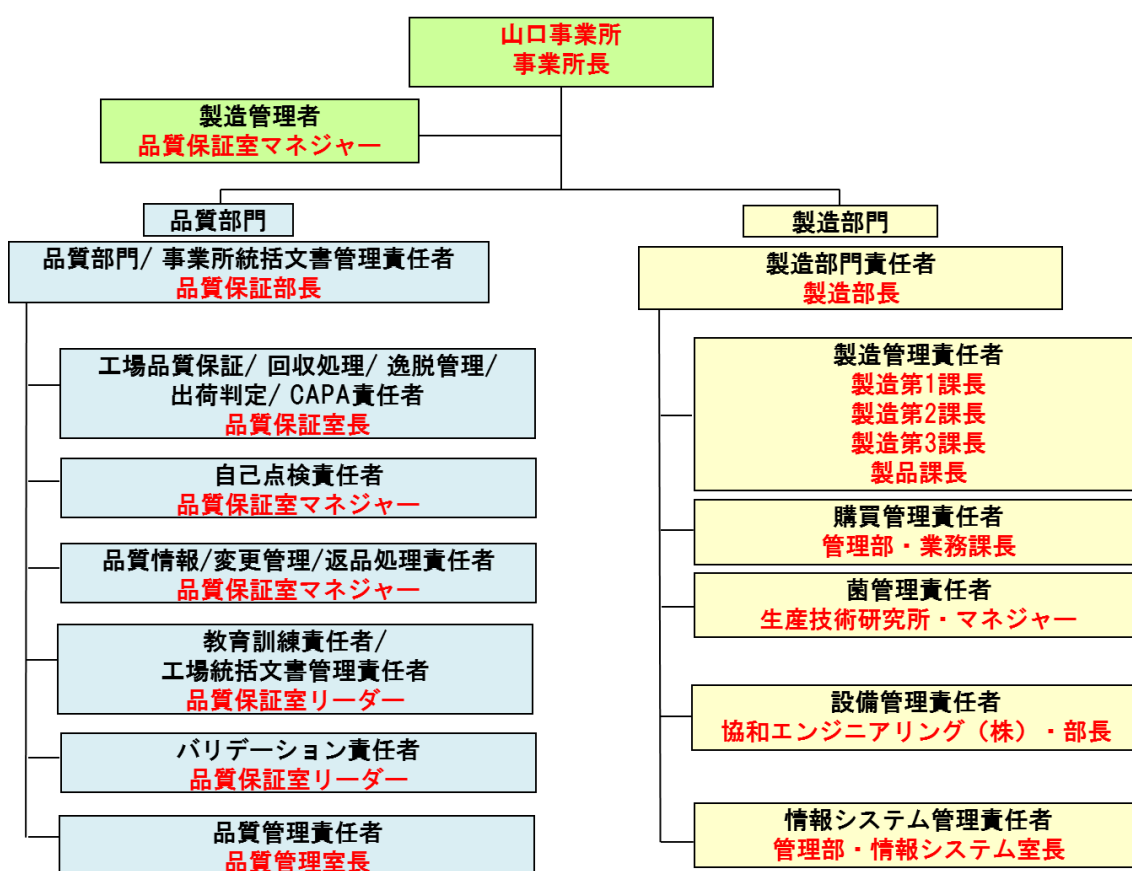 山口事業所
事業所長
製造管理者
品質保証室マネジャー
品質部門
品質部門/ 事業所統括文書管理責任者
品質保証部長
工場品質保証/ 回収処理/ 逸脱管理/
出荷判定/ CAPA責任者
品質保証室長
自己点検責任者
品質保証室マネジャー
品質情報/変更管理/返品処理責任者
品質保証室マネジャー
教育訓練責任者/
工場統括文書管理責任者
品質保証室リーダー
バリデーション責任者
品質保証室リーダー
品質管理責任者
品質管理室長
製造部門
製造部門責任者
製造部長
製造管理責任者
製造第1課長
製造第2課長
製造第3課長
製品課長
購買管理責任者
管理部・業務課長
菌管理責任者
生産技術研究所・マネジャー
設備管理責任者
協和エンジニアリング（株）・部長
情報システム管理責任者
管理部・情報システム室長